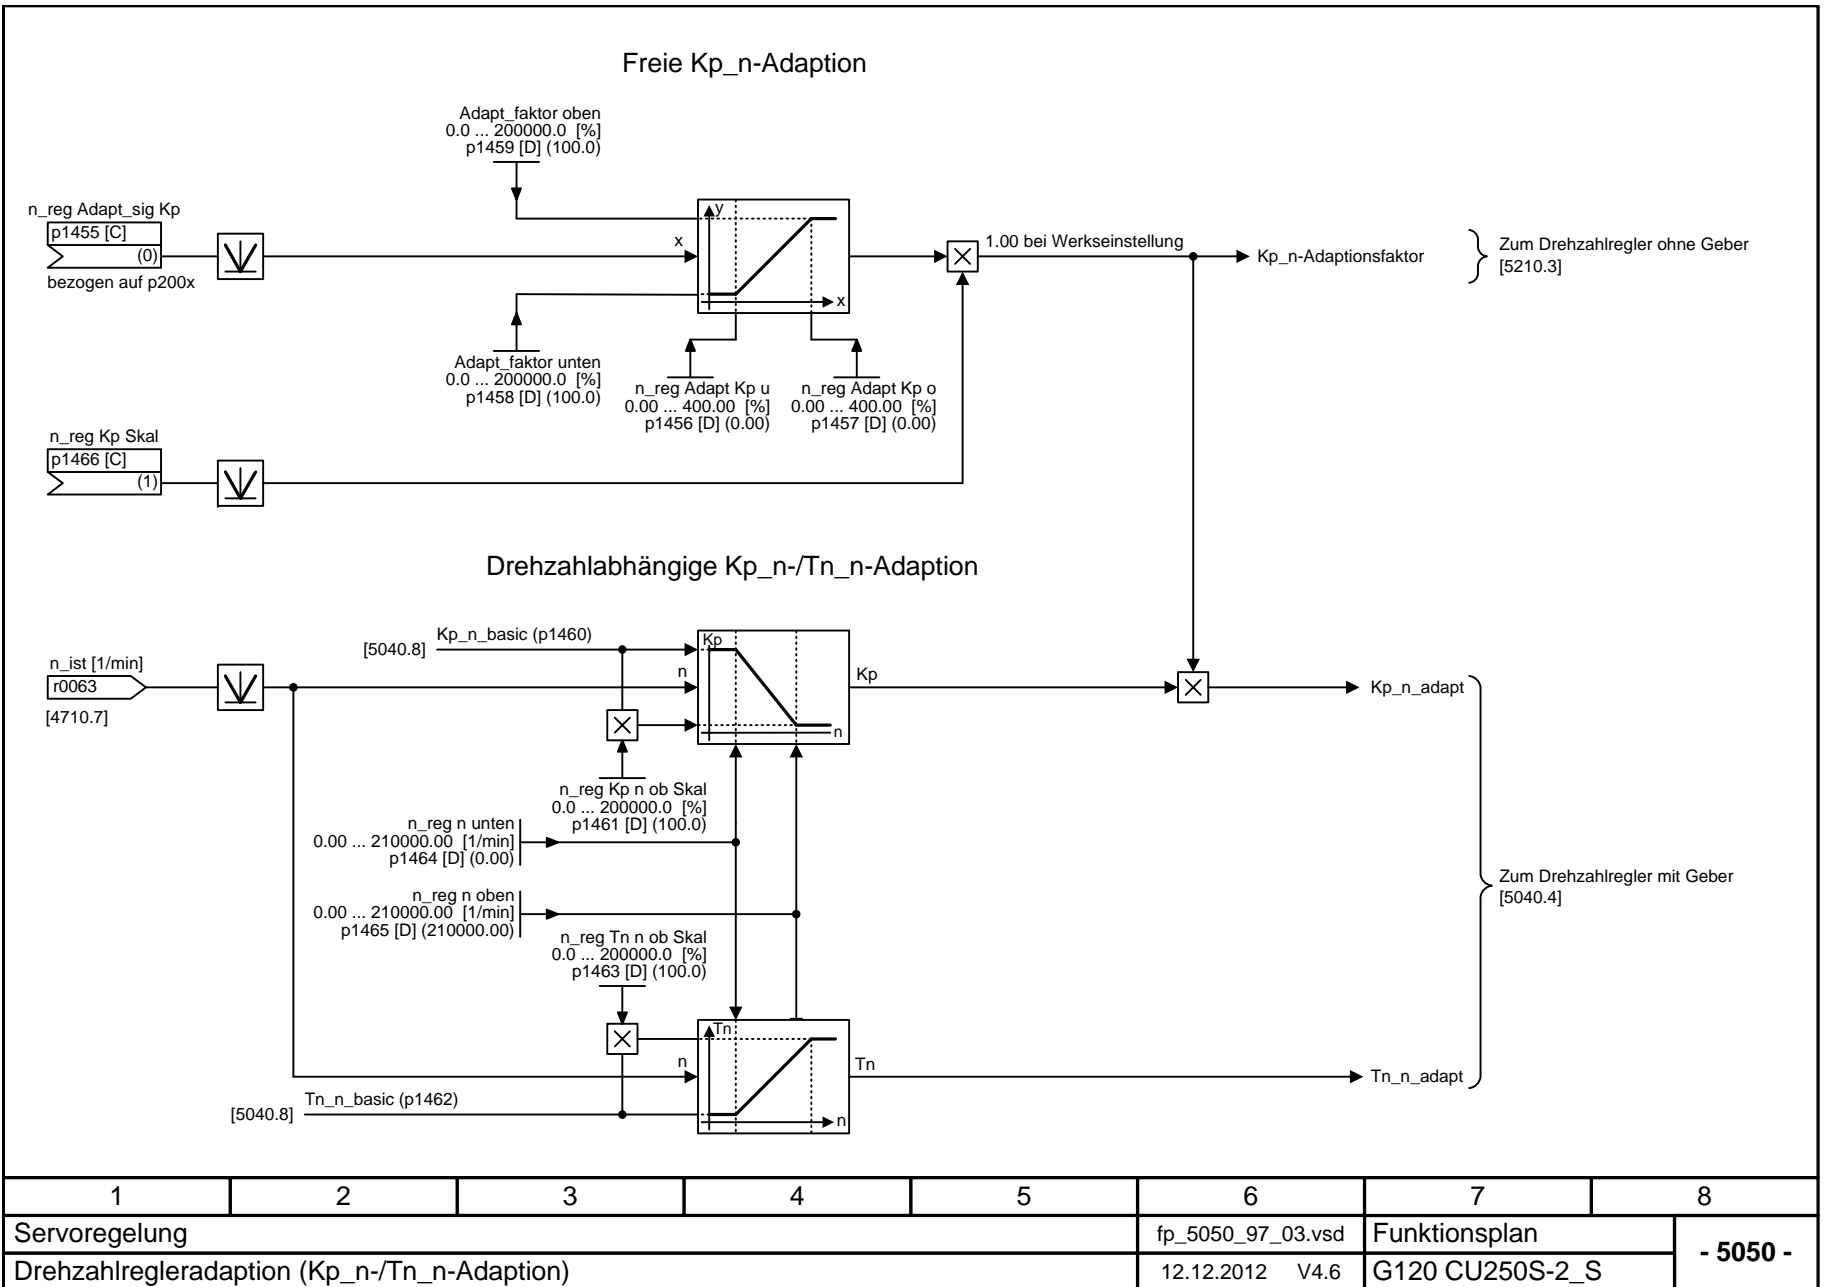 Freie Kp_n-Adaption
Adapt_faktor oben
0.0 ... 200000.0 [%]
p1459 [D] (100.0)
n_reg Adapt_sig Kp
p1455 [C]
(0)
bezogen auf p200x
y
x
x
1.00 bei Werkseinstellung
Kp_n-Adaptionsfaktor
Zum Drehzahlregler ohne Geber
[5210.3]
Adapt_faktor unten
0.0 ... 200000.0 [%]
p1458 [D] (100.0)
n_reg Adapt Kp u
0.00 ... 400.00 [%]
p1456 [D] (0.00)
n_reg Adapt Kp o
0.00 ... 400.00 [%]
p1457 [D] (0.00)
n_reg Kp Skal
p1466 [C]
(1)
Drehzahlabhängige Kp_n-/Tn_n-Adaption
[5040.8]
Kp_n_basic (p1460)
n_ist [1/min]
r0063
[4710.7]
Kp
n
n
Kp
Kp_n_adapt
n_reg Kp n ob Skal
0.0 ... 200000.0 [%]
p1461 [D] (100.0)
n_reg n unten
0.00 ... 210000.00 [1/min]
p1464 [D] (0.00)
n_reg n oben
0.00 ... 210000.00 [1/min]
p1465 [D] (210000.00)
Zum Drehzahlregler mit Geber
[5040.4]
n_reg Tn n ob Skal
0.0 ... 200000.0 [%]
p1463 [D] (100.0)
Tn
n
n
Tn
Tn_n_adapt
[5040.8]
Tn_n_basic (p1462)
1 2 3 4 5 6 7 8
Servoregelung
fp_5050_97_03.vsd
Funktionsplan
- 5050 -
Drehzahlregleradaption (Kp_n-/Tn_n-Adaption)
12.12.2012 V4.6
G120 CU250S-2_S